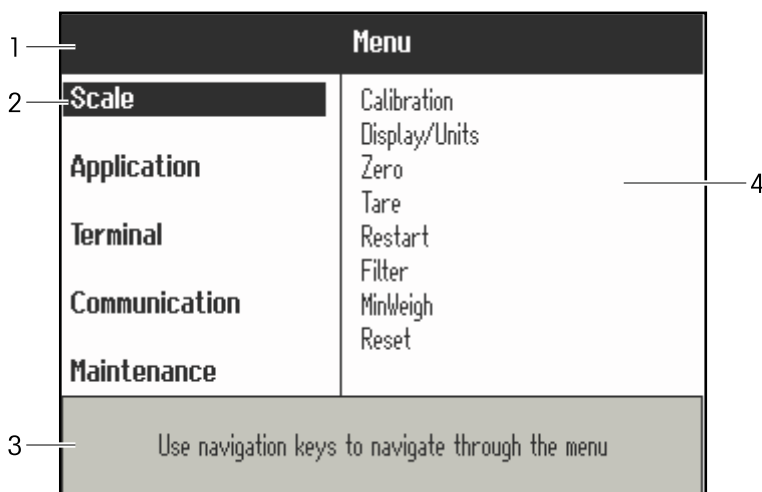 Menu
1
2
Scale
Application
Terminal
Communication
Maintenance
Calibration
Display/Units
Zero
Tare
Restart
Filter
MinWeigh
Reset
4
3
Use navigation keys to navigate through the menu